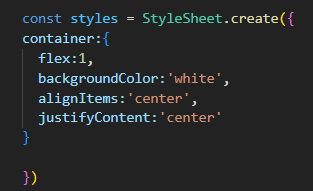 const styles = StyleSheet.create({
container:{
  flex:1,
  backgroundColor:'white',
  alignItems:'center',
  justifyContent:'center'
}

})